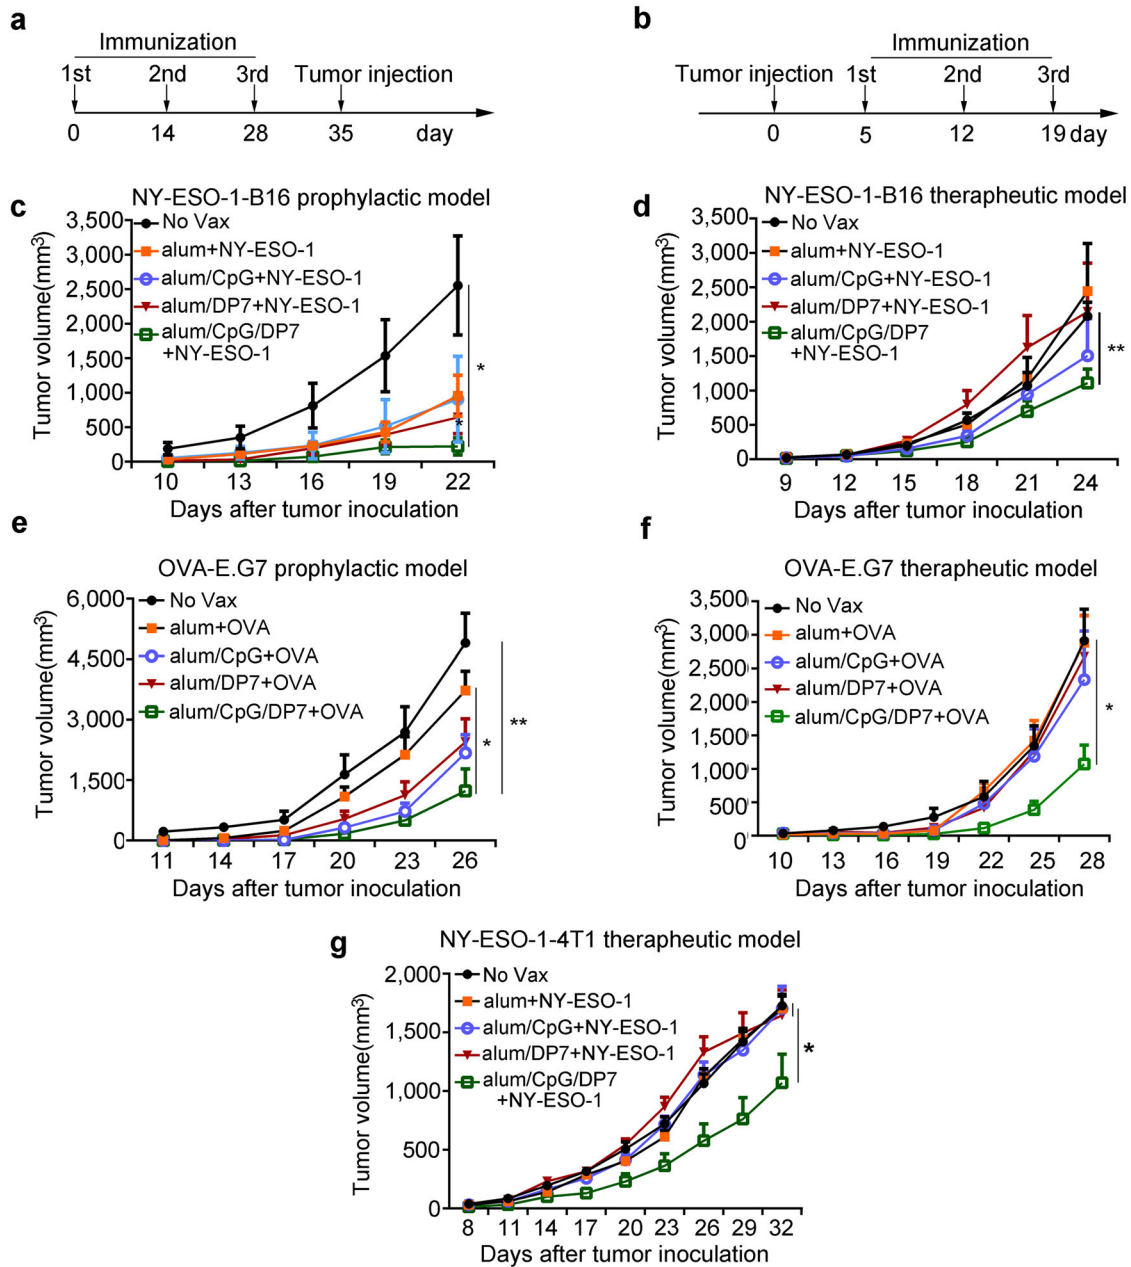 a
Immunization
1st 2nd 3rd Tumor injection
0 14 28 35 day
b
Immunization
Tumor injection 1st 2nd 3rd
0 5 12 19 day
c
NY-ESO-1-B16 prophylactic model
Tumor volume(mm³)
3,500
3,000
2,500
2,000
1,500
1,000
500
0
No Vax
alum+NY-ESO-1
alum/CpG+NY-ESO-1
alum/DP7+NY-ESO-1
alum/CpG/DP7
+NY-ESO-1
*
*
10 13 16 19 22
Days after tumor inoculation
d
NY-ESO-1-B16 therapheutic model
Tumor volume(mm³)
3,500
3,000
2,500
2,000
1,500
1,000
500
0
No Vax
alum+NY-ESO-1
alum/CpG+NY-ESO-1
alum/DP7+NY-ESO-1
alum/CpG/DP7
+NY-ESO-1
**
9 12 15 18 21 24
Days after tumor inoculation
e
OVA-E.G7 prophylactic model
Tumor volume(mm³)
6,000
4,500
3,000
1,500
0
No Vax
alum+OVA
alum/CpG+OVA
alum/DP7+OVA
alum/CpG/DP7+OVA
*
**
11 14 17 20 23 26
Days after tumor inoculation
f
OVA-E.G7 therapheutic model
Tumor volume(mm³)
3,500
3,000
2,500
2,000
1,500
1,000
500
0
No Vax
alum+OVA
alum/CpG+OVA
alum/DP7+OVA
alum/CpG/DP7+OVA
*
10 13 16 19 22 25 28
Days after tumor inoculation
g
NY-ESO-1-4T1 therapheutic model
Tumor volume(mm³)
2,000
1,500
1,000
500
0
No Vax
alum+NY-ESO-1
alum/CpG+NY-ESO-1
alum/DP7+NY-ESO-1
alum/CpG/DP7
+NY-ESO-1
*
8 11 14 17 20 23 26 29 32
Days after tumor inoculation